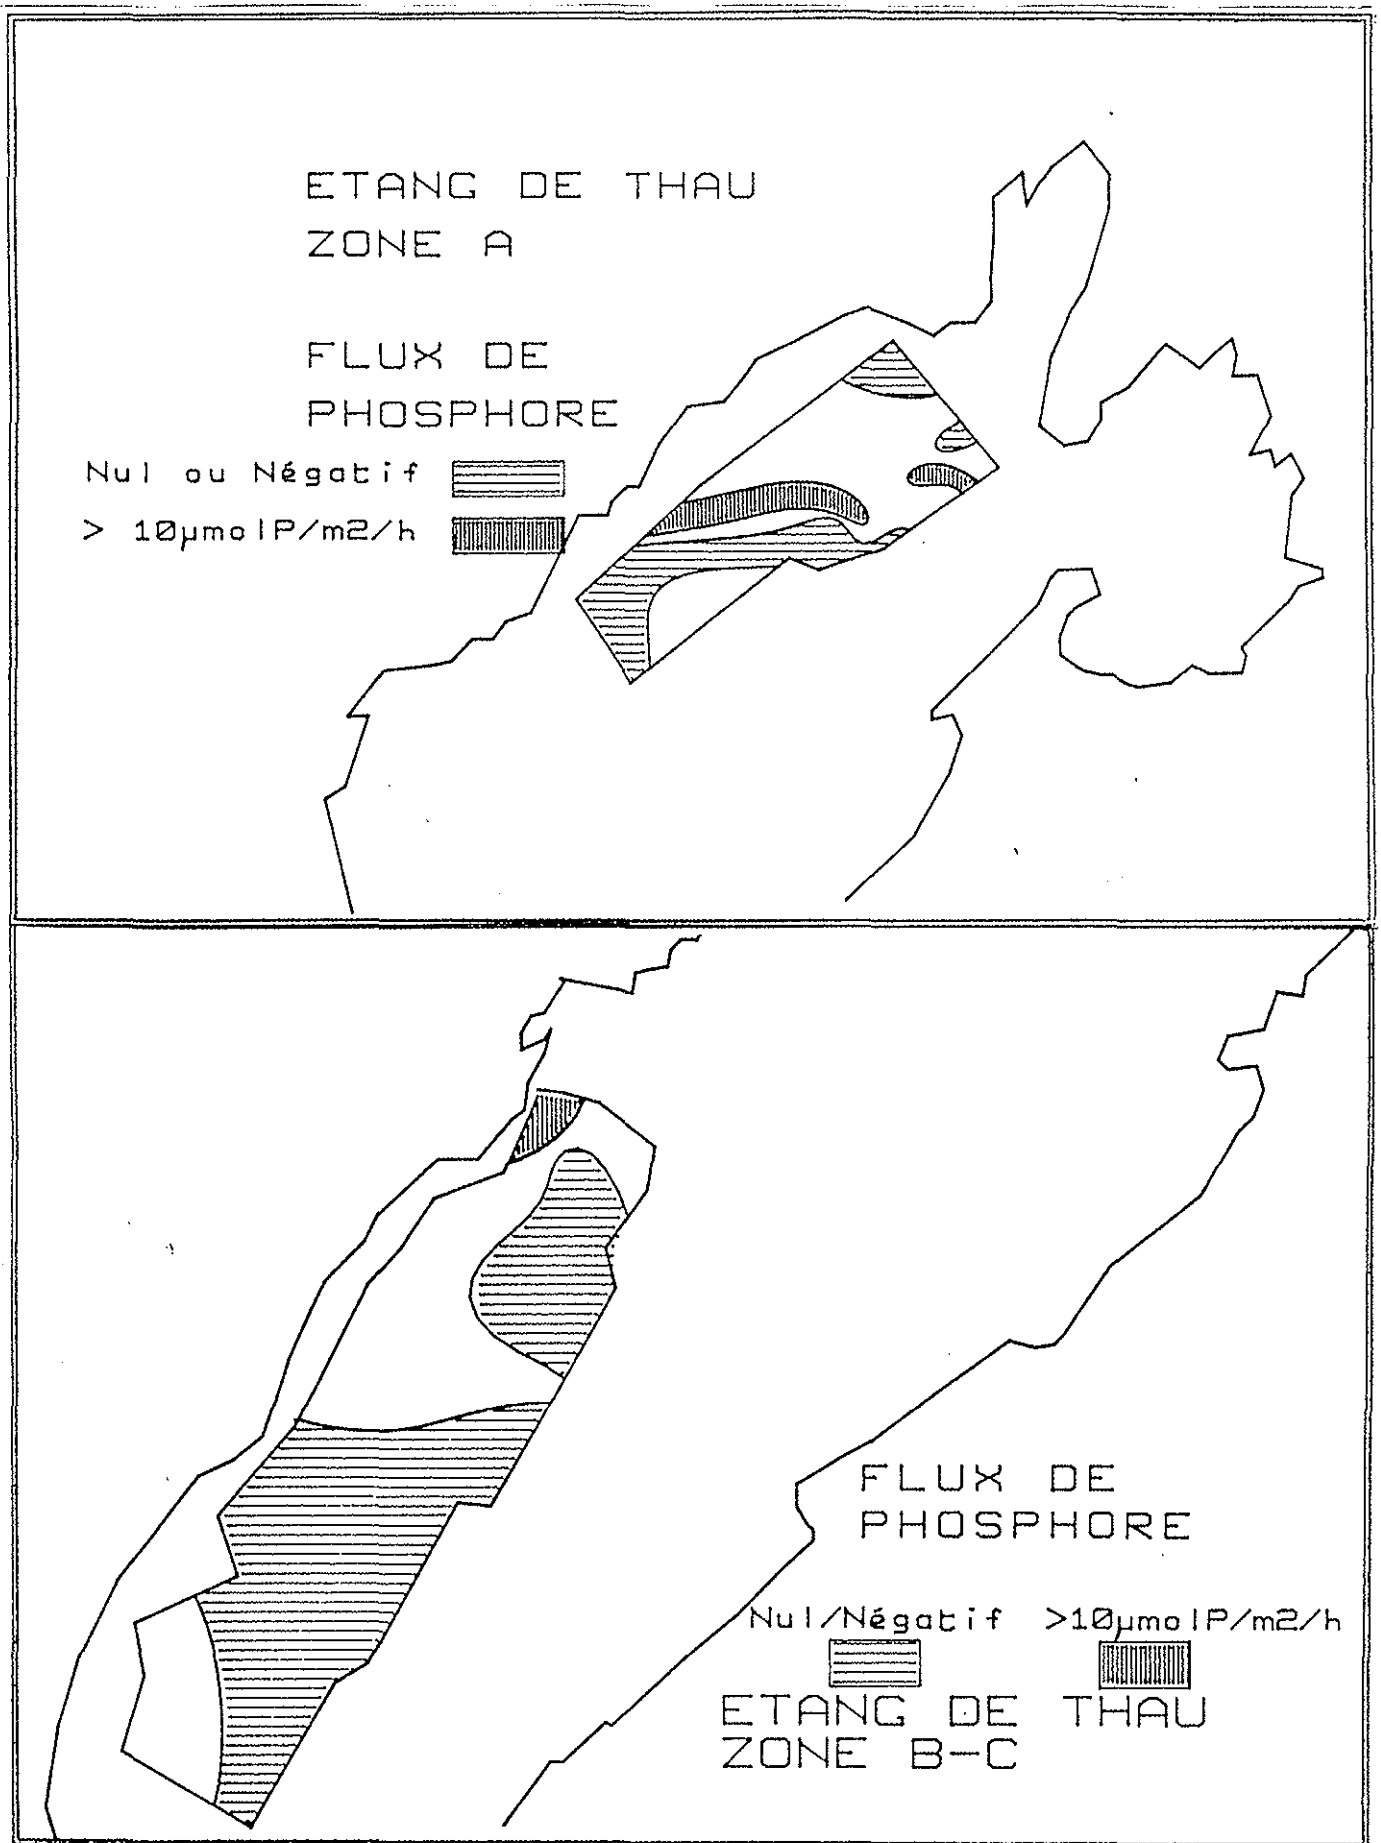 ETANG DE THAU
ZONE A
FLUX DE
PHOSPHORE
Nul ou Négatif
> 10µmolP/m2/h
FLUX DE
PHOSPHORE
Nul/Négatif >10µmolP/m2/h
ETANG DE THAU
ZONE B-C